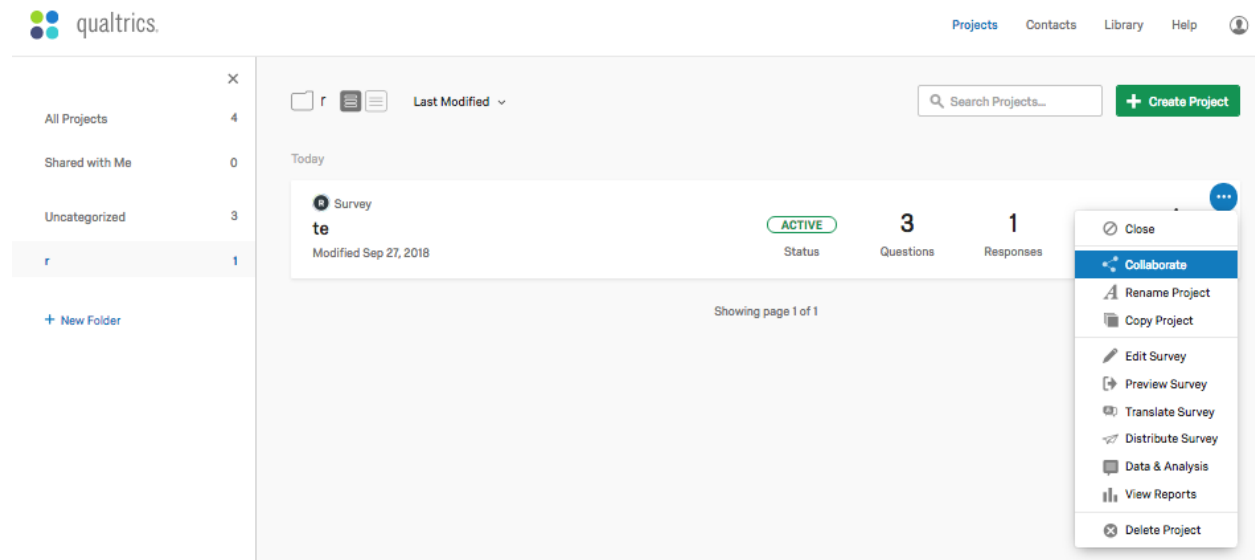 qualtrics.
Projects Contacts Library Help
All Projects 4
Shared with Me 0
Uncategorized 3
r 1
+ New Folder
r Last Modified
Search Projects...
+ Create Project
Today
R Survey
te
Modified Sep 27, 2018
ACTIVE
Status
3
Questions
1
Responses
Showing page 1 of 1
Close
Collaborate
Rename Project
Copy Project
Edit Survey
Preview Survey
Translate Survey
Distribute Survey
Data & Analysis
View Reports
Delete Project